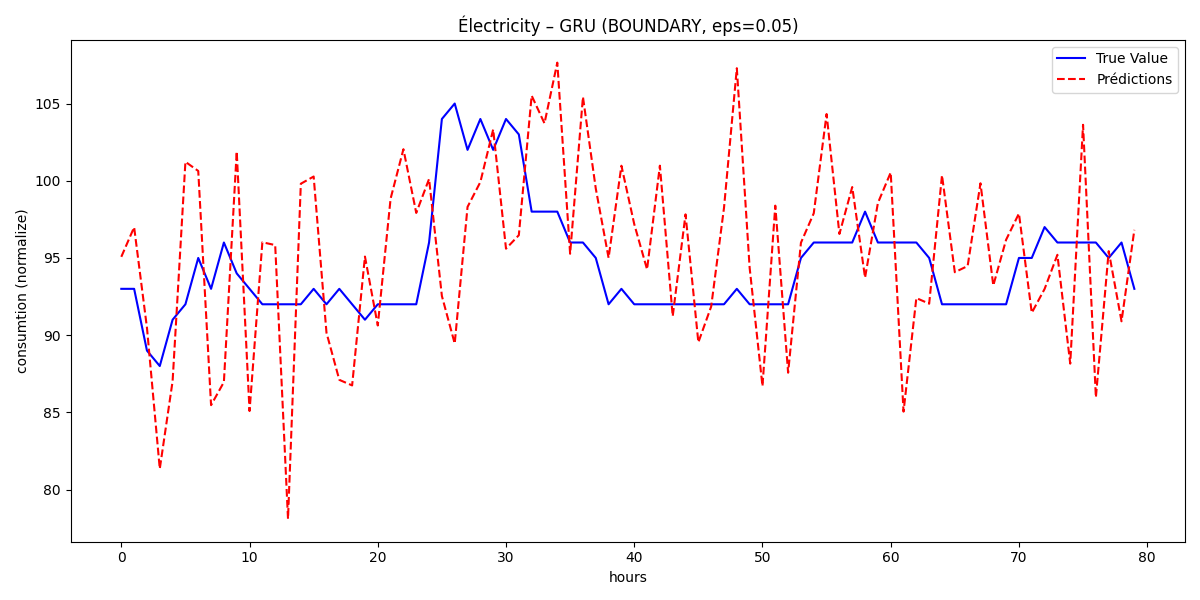 Électricity – GRU (BOUNDARY, eps=0.05)
True Value
Prédictions
consumtion (normalize)
105
100
95
90
85
80
0 10 20 30 40 50 60 70 80
hours